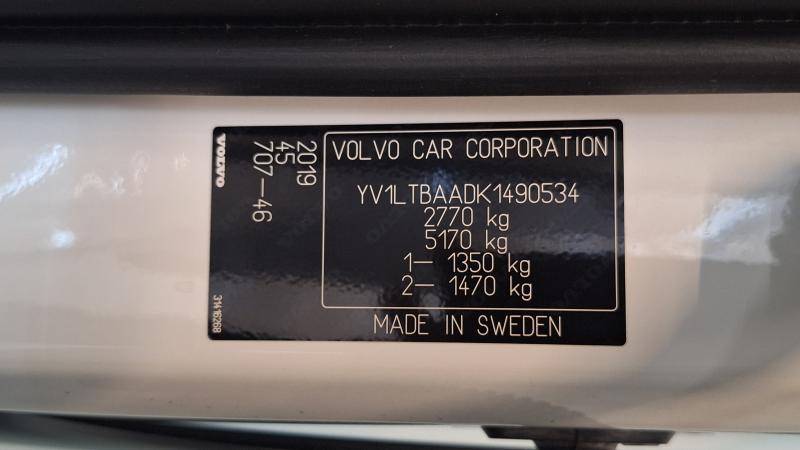 VOLVO
2019
45
707-46
31416268
VOLVO CAR CORPORATION
YV1LTBAADK1490534
2770 kg
5170 kg
1- 1350 kg
2- 1470 kg
MADE IN SWEDEN